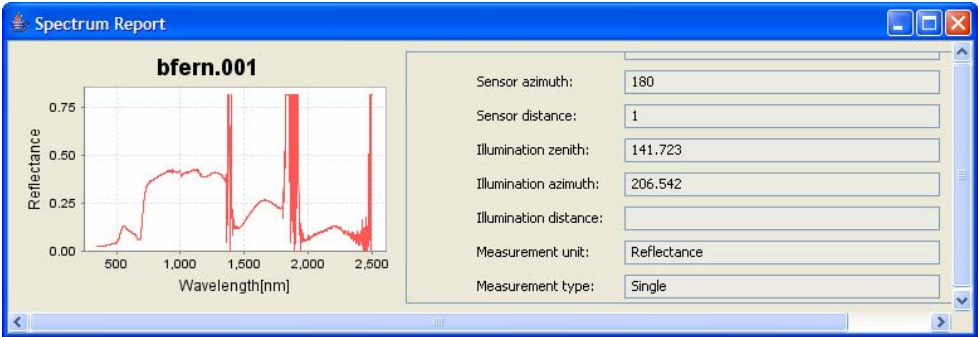 Spectrum Report
bfern.001
0.75
0.50
0.25
0.00
Reflectance
500 1,000 1,500 2,000 2,500
Wavelength[nm]
Sensor azimuth: 180
Sensor distance: 1
Illumination zenith: 141.723
Illumination azimuth: 206.542
Illumination distance:
Measurement unit: Reflectance
Measurement type: Single